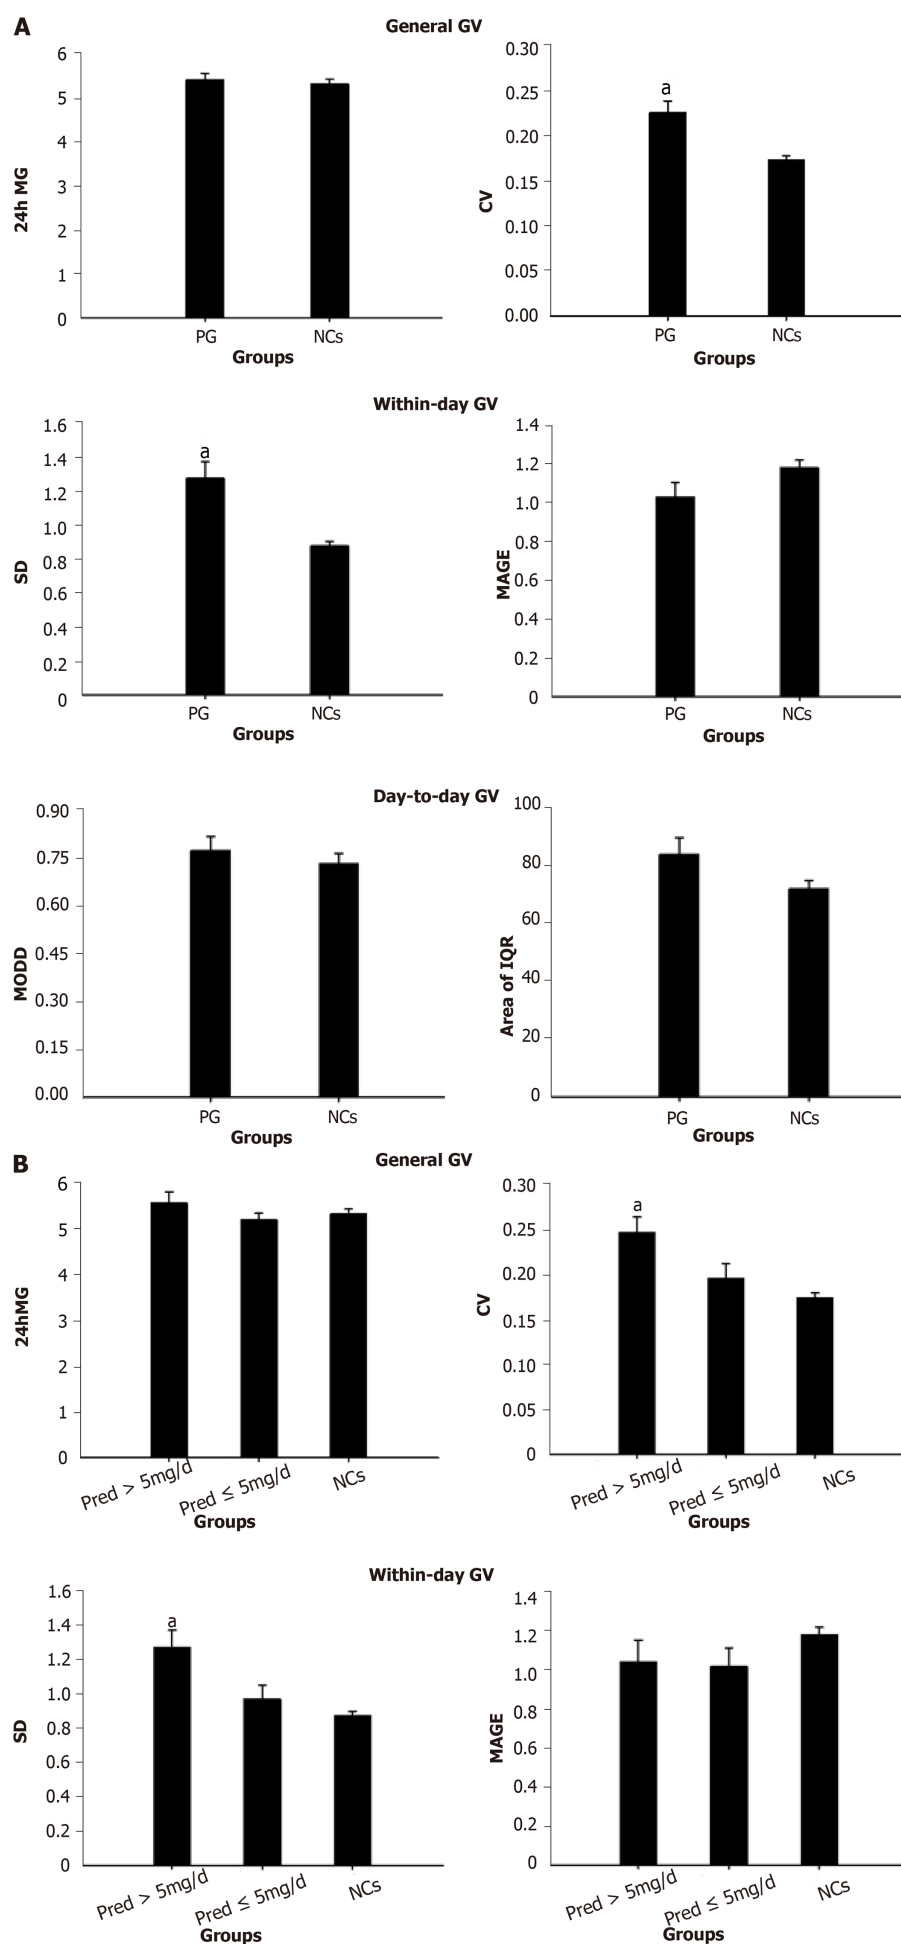 A
General GV
6
5
4
3
2
1
0
24h MG
PG
NCs
Groups
0.30
0.25
0.20
0.15
0.10
0.05
0.00
CV
a
PG
NCs
Groups
Within-day GV
1.6
1.4
1.2
1.0
0.8
0.6
0.4
0.2
0
SD
a
PG
NCs
Groups
1.4
1.2
1.0
0.8
0.6
0.4
0.2
0
MAGE
PG
NCs
Groups
Day-to-day GV
0.90
0.75
0.60
0.45
0.30
0.15
0.00
MODD
PG
NCs
Groups
100
80
60
40
20
0
Area of IQR
PG
NCs
Groups
B
General GV
6
5
4
3
2
1
0
24hMG
Pred > 5mg/d
Pred ≤ 5mg/d
NCs
Groups
0.30
0.25
0.20
0.15
0.10
0.05
0
CV
a
Pred > 5mg/d
Pred ≤ 5mg/d
NCs
Groups
Within-day GV
1.6
1.4
1.2
1.0
0.8
0.6
0.4
0.2
0
SD
a
Pred > 5mg/d
Pred ≤ 5mg/d
NCs
Groups
1.4
1.2
1.0
0.8
0.6
0.4
0.2
0
MAGE
Pred > 5mg/d
Pred ≤ 5mg/d
NCs
Groups